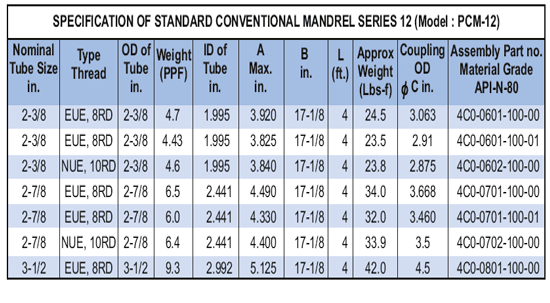 SPECIFICATION OF STANDARD CONVENTIONAL MANDREL SERIES 12 (Model : PCM-12)
Nominal Tube Size in. Type Thread OD of Tube in. Weight (PPF) ID of Tube in. A Max. in. B in. L (ft.) Approx Weight (Lbs-f) Coupling OD ϕ C in. Assembly Part no. Material Grade API-N-80
2-3/8 EUE, 8RD 2-3/8 4.7 1.995 3.920 17-1/8 4 24.5 3.063 4C0-0601-100-00
2-3/8 EUE, 8RD 2-3/8 4.43 1.995 3.825 17-1/8 4 23.5 2.91 4C0-0601-100-01
2-3/8 NUE, 10RD 2-3/8 4.6 1.995 3.840 17-1/8 4 23.8 2.875 4C0-0602-100-00
2-7/8 EUE, 8RD 2-7/8 6.5 2.441 4.490 17-1/8 4 34.0 3.668 4C0-0701-100-00
2-7/8 EUE, 8RD 2-7/8 6.0 2.441 4.330 17-1/8 4 32.0 3.460 4C0-0701-100-01
2-7/8 NUE, 10RD 2-7/8 6.4 2.441 4.400 17-1/8 4 33.9 3.5 4C0-0702-100-00
3-1/2 EUE, 8RD 3-1/2 9.3 2.992 5.125 17-1/8 4 42.0 4.5 4C0-0801-100-00